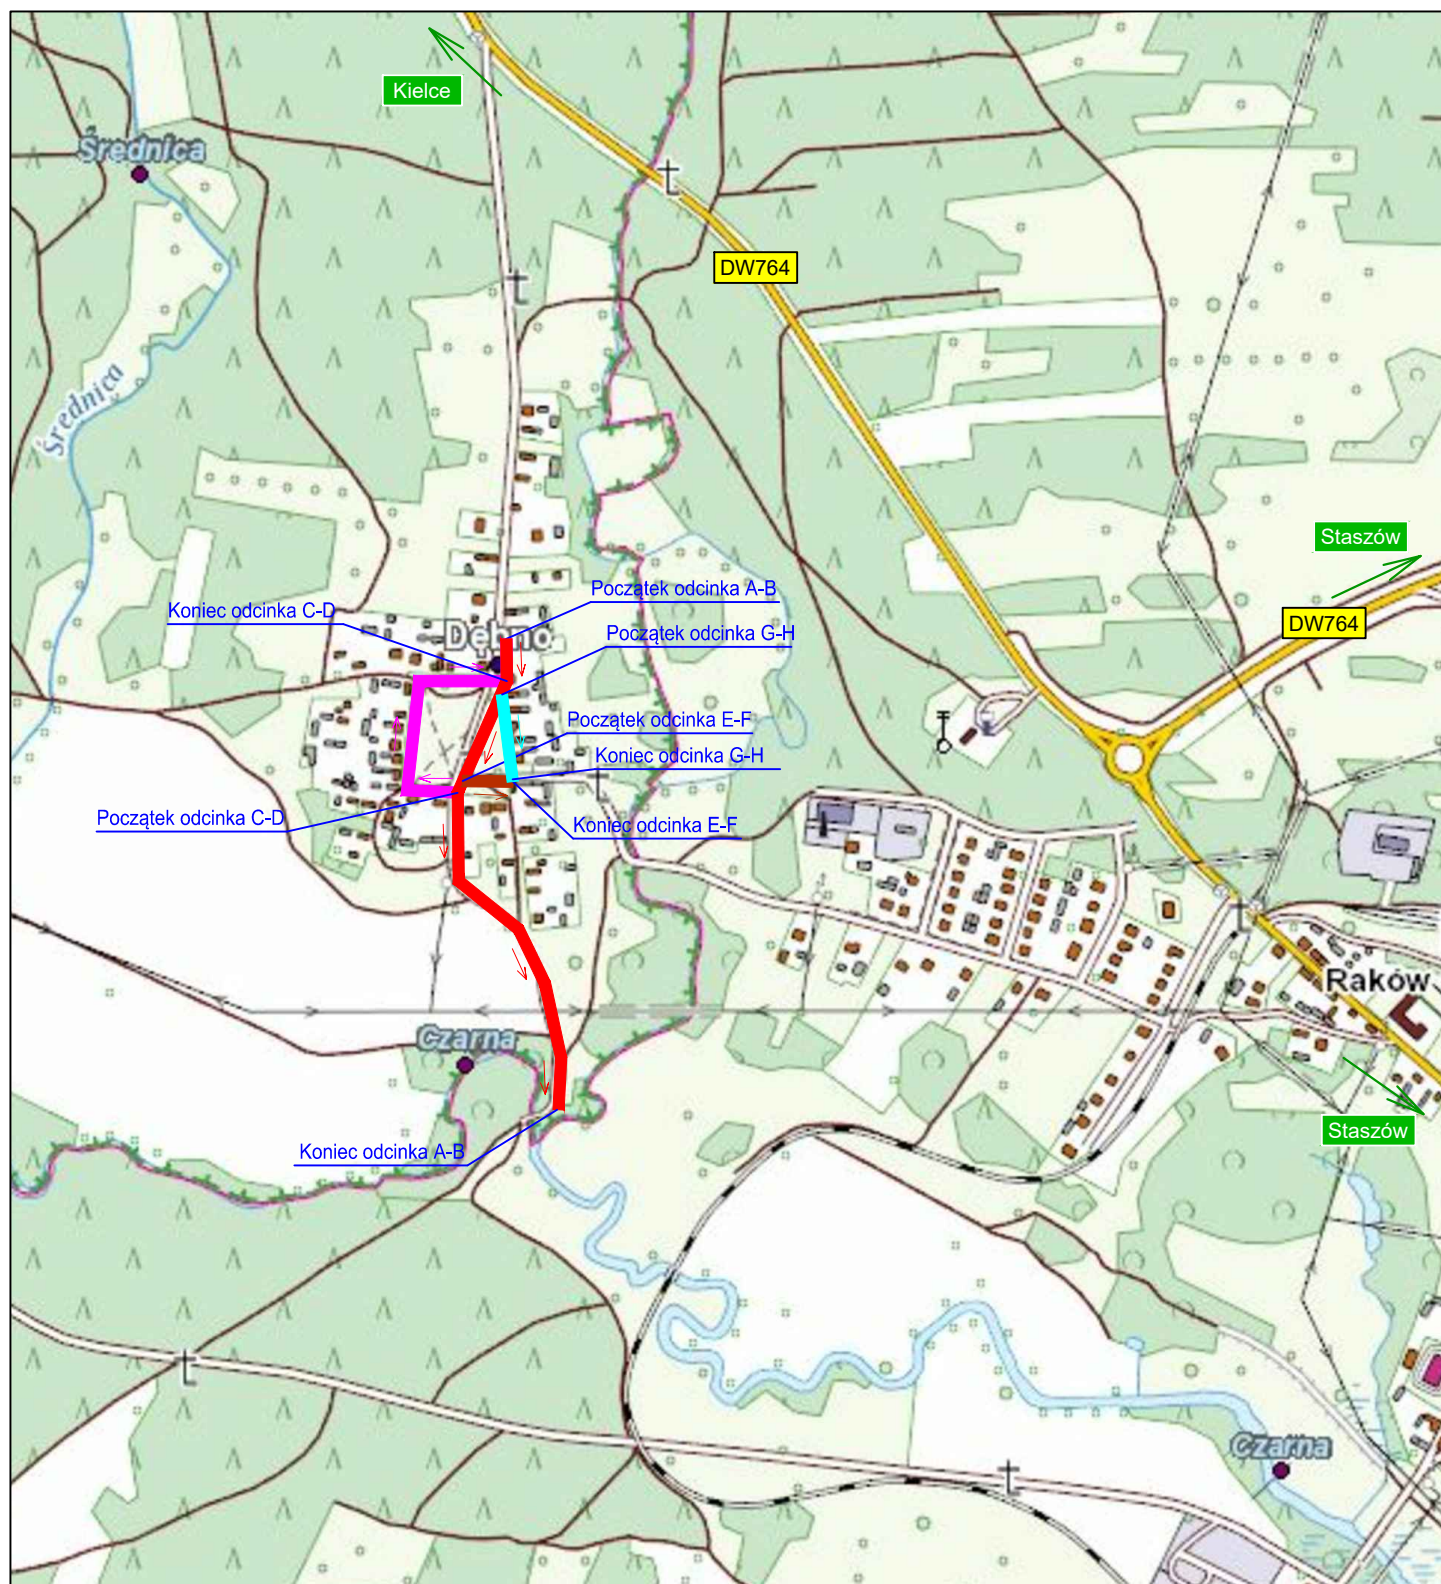 Kielce
Średnica
DW764
Średnica
Staszów
Początek odcinka A-B
Koniec odcinka C-D
DW764
Dębno
Początek odcinka G-H
Początek odcinka E-F
Koniec odcinka G-H
Początek odcinka C-D
Koniec odcinka E-F
Raków
Czarna
Staszów
Koniec odcinka A-B
Czarna